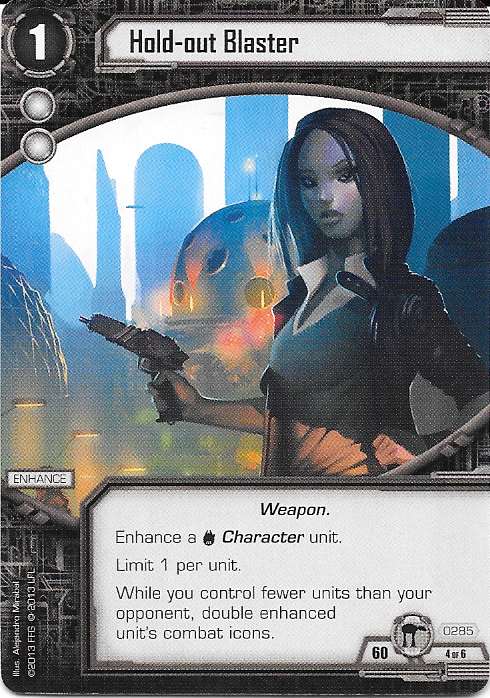 1
Hold-out Blaster
ENHANCE
Weapon.
Enhance a Character unit.
Limit 1 per unit.
While you control fewer units than your
opponent, double enhanced
unit's combat icons.
Illus. Alejandro Mirabal
©2013 FFG © 2013 LFL
60
0285
4 OF 6